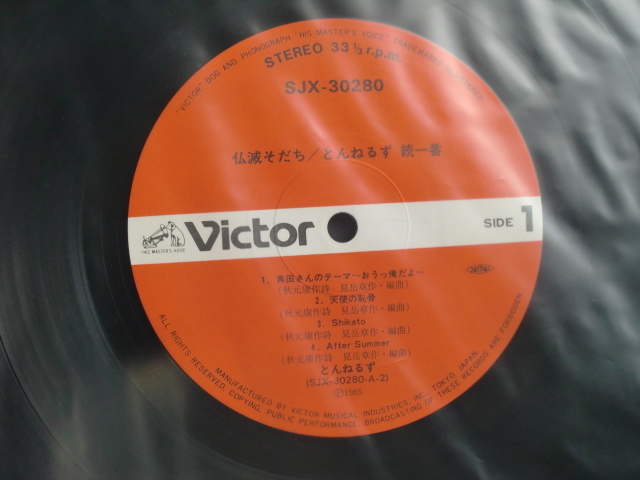 "VICTOR" DOG AND PHONOGRAPH "HIS MASTER'S VOICE" TRADEMARKS REGISTERED
STEREO 33 1/3 r.p.m.
SJX-30280
仏滅そだち／とんねるず 続一番
"HIS MASTER'S VOICE"
Victor
SIDE 1
1. 角田さんのテーマ〜おうっ俺だよ〜
(秋元康作詩 見岳章作・編曲)
2. 天使の恥骨
(秋元康作詩 見岳章作・編曲)
3. Shikato
(秋元康作詩 見岳章作・編曲)
4. After Summer
(秋元康作詩 見岳章作・編曲)
とんねるず
(SJX-30280-A-2)
Ⓟ1985
MANUFACTURED BY VICTOR MUSICAL INDUSTRIES, INC. TOKYO, JAPAN
ALL RIGHTS RESERVED. COPYING, PUBLIC PERFORMANCE, BROADCASTING OF THESE RECORDS ARE FORBIDDEN